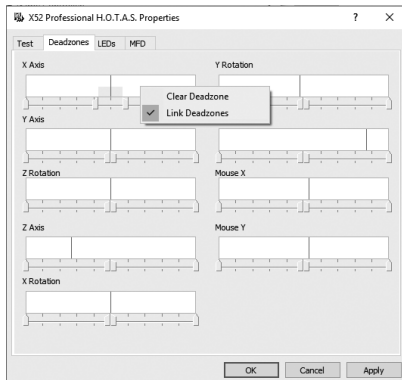 X52 Professional H.O.T.A.S. Properties
Test Deadzones LEDs MFD
X Axis
Y Rotation
Clear Deadzone
Link Deadzones
Y Axis
Z Rotation
Mouse X
Z Axis
Mouse Y
X Rotation
OK Cancel Apply